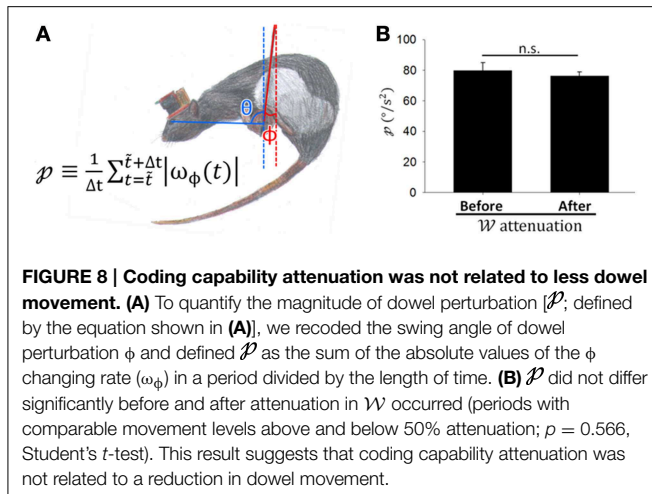 A
θ
ϕ
𝓅 ≡ 1/Δt ∑_{t=t̃}^{t̃+Δt} |ω_ϕ(t)|
B
n.s.
100
80
60
40
20
0
𝓅 (°/s²)
Before After
𝒲 attenuation
FIGURE 8 | Coding capability attenuation was not related to less dowel
movement. (A) To quantify the magnitude of dowel perturbation [𝒫; defined
by the equation shown in (A)], we recoded the swing angle of dowel
perturbation ϕ and defined 𝒫 as the sum of the absolute values of the ϕ
changing rate (ω_ϕ) in a period divided by the length of time. (B) 𝒫 did not differ
significantly before and after attenuation in 𝒲 occurred (periods with
comparable movement levels above and below 50% attenuation; p = 0.566,
Student's t-test). This result suggests that coding capability attenuation was
not related to a reduction in dowel movement.